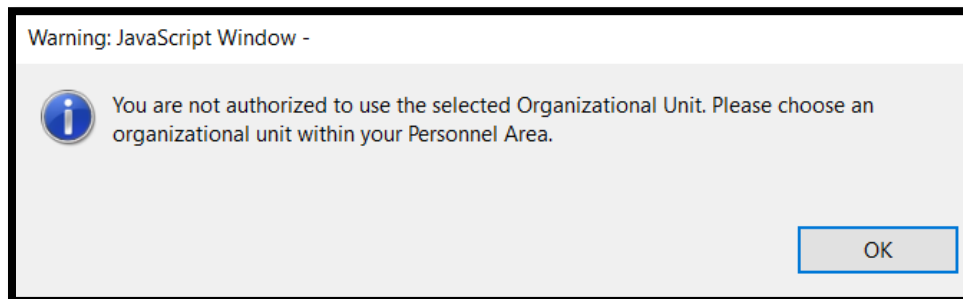 Warning: JavaScript Window -
You are not authorized to use the selected Organizational Unit. Please choose an
organizational unit within your Personnel Area.
OK